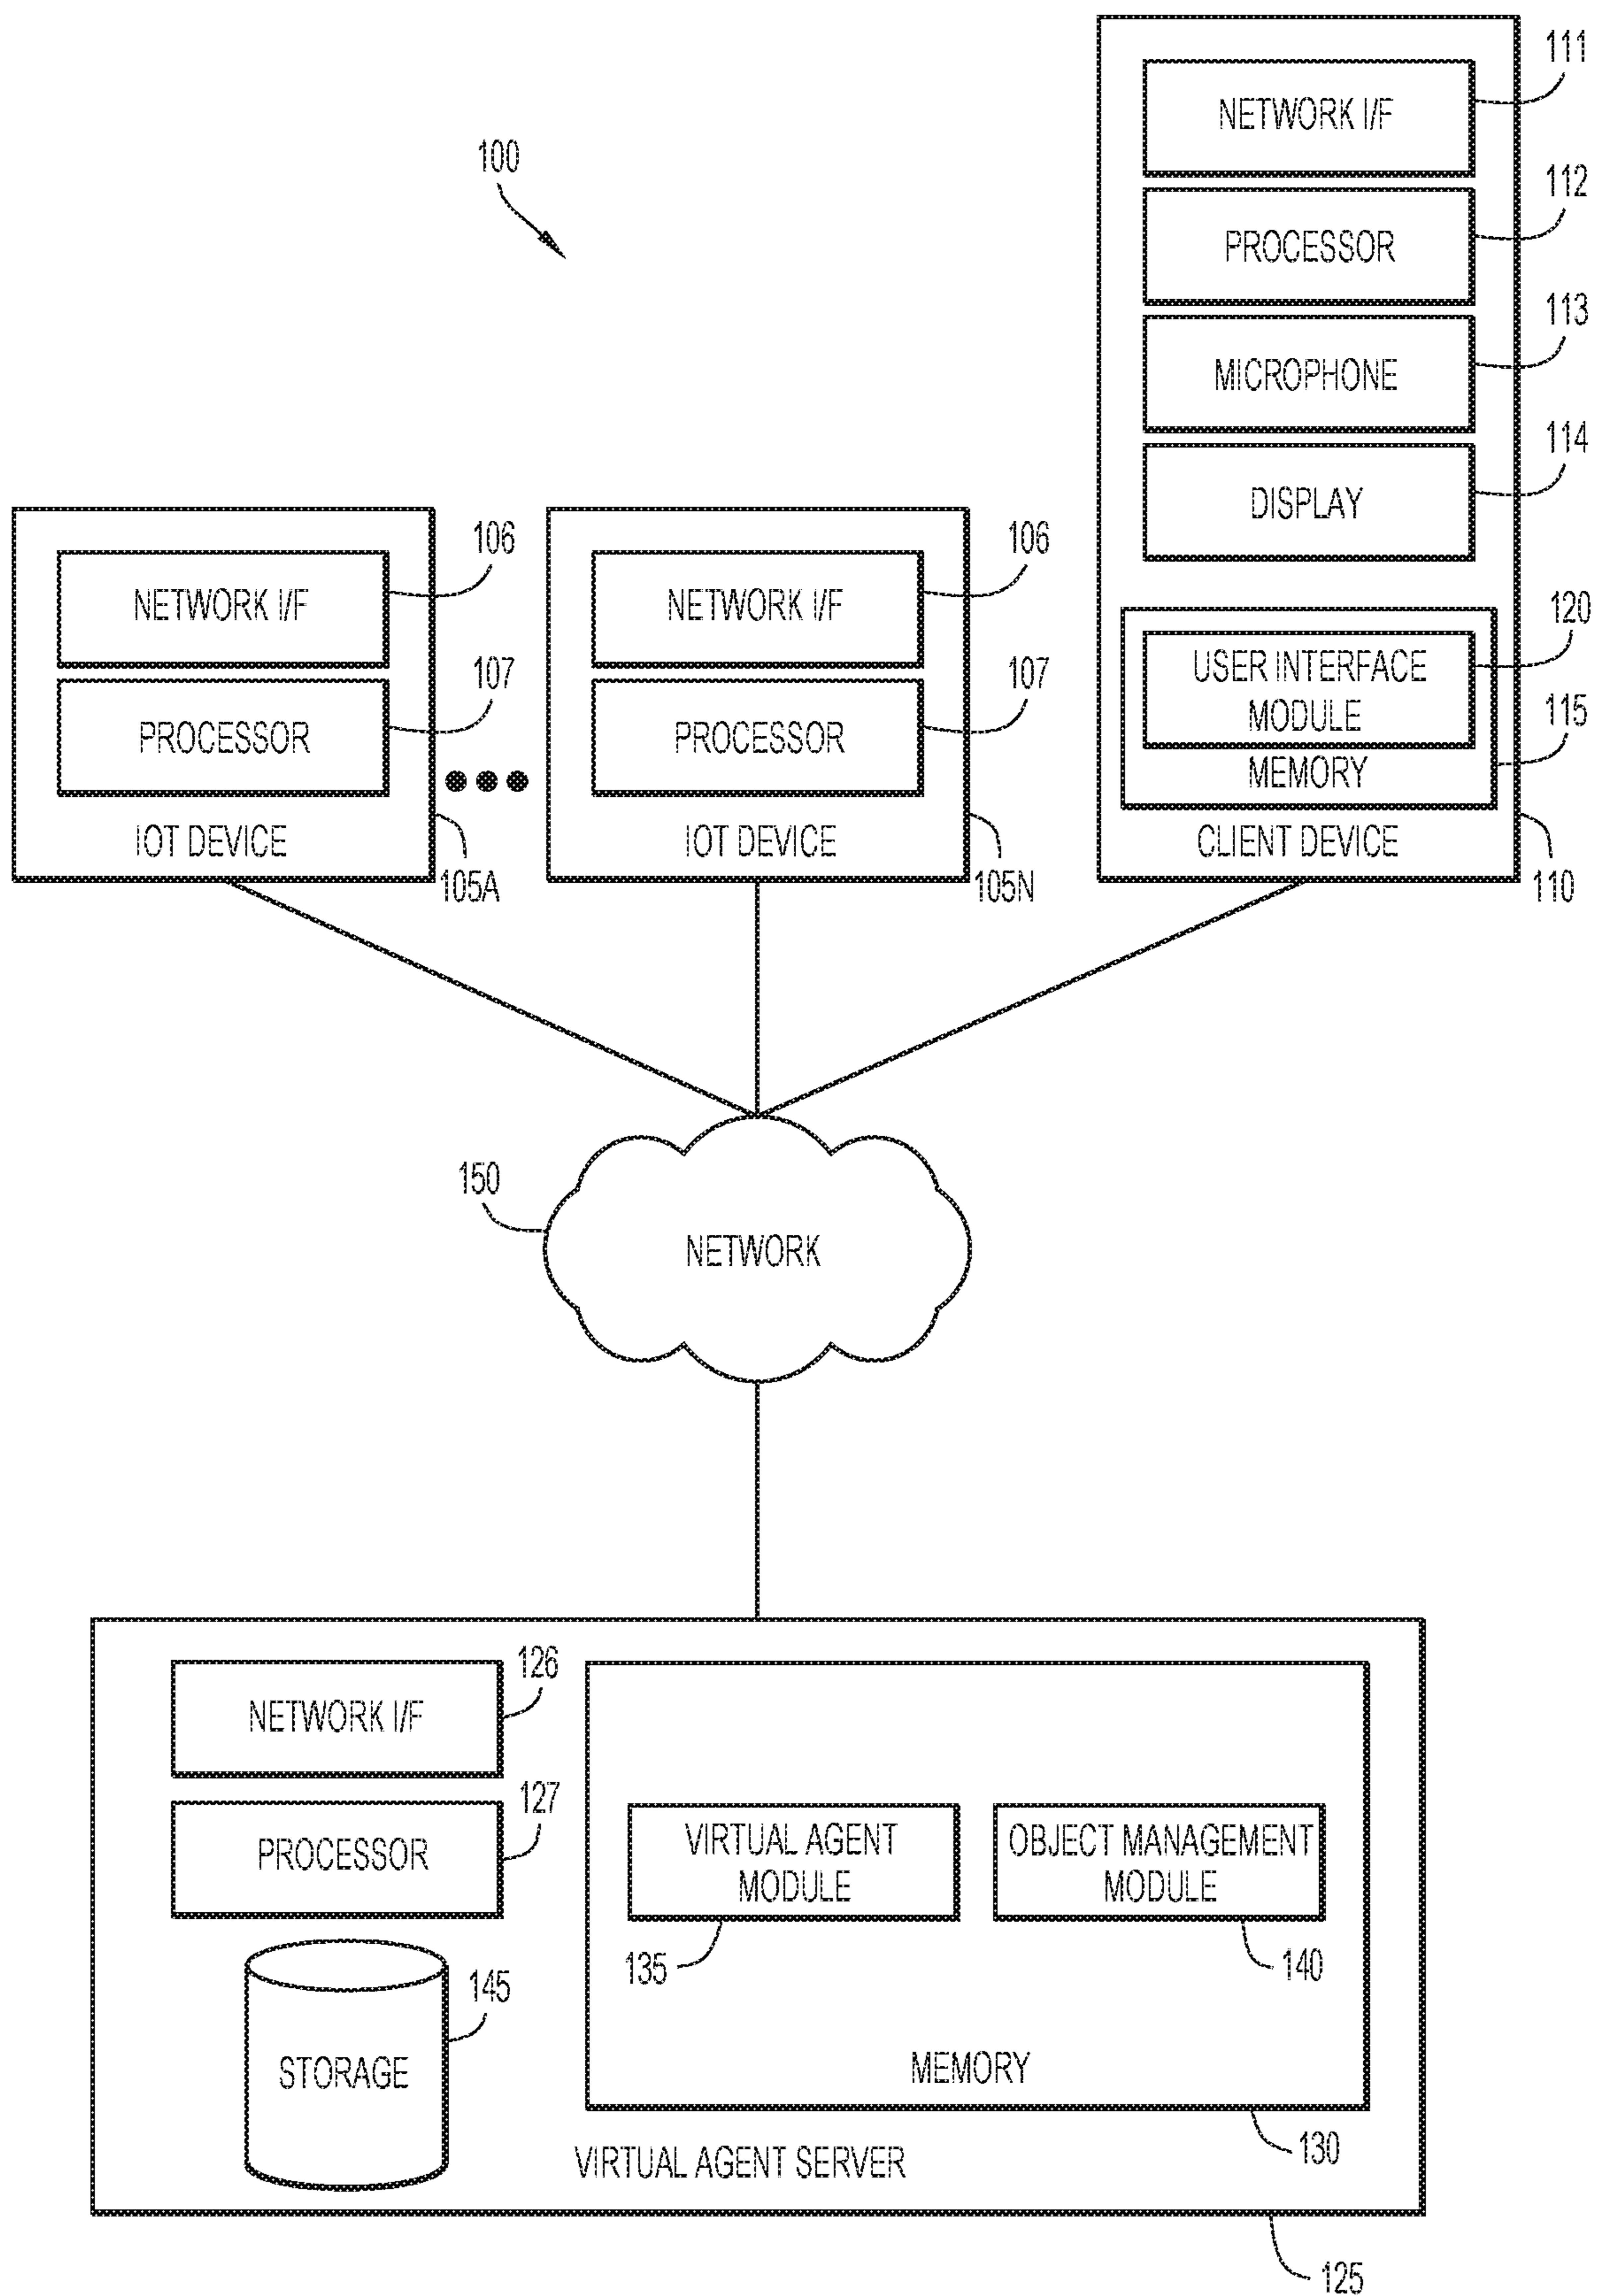 100
NETWORK I/F
111
PROCESSOR
112
MICROPHONE
113
DISPLAY
114
USER INTERFACE
MODULE
120
MEMORY
115
CLIENT DEVICE
110
NETWORK I/F
106
PROCESSOR
107
IOT DEVICE
105A
NETWORK I/F
106
PROCESSOR
107
IOT DEVICE
105N
150
NETWORK
NETWORK I/F
126
PROCESSOR
127
STORAGE
145
VIRTUAL AGENT
MODULE
135
OBJECT MANAGEMENT
MODULE
140
MEMORY
130
VIRTUAL AGENT SERVER
125